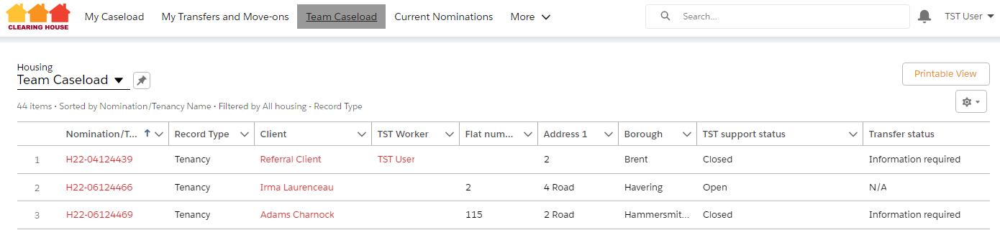 CLEARING HOUSE
My Caseload My Transfers and Move-ons Team Caseload Current Nominations More Search... TST User
Housing
Team Caseload
Printable View
44 items • Sorted by Nomination/Tenancy Name • Filtered by All housing - Record Type
Nomination/T... Record Type Client TST Worker Flat num... Address 1 Borough TST support status Transfer status
1 H22-04124439 Tenancy Referral Client TST User 2 Brent Closed Information required
2 H22-06124466 Tenancy Irma Laurenceau 2 4 Road Havering Open N/A
3 H22-06124469 Tenancy Adams Charnock 115 2 Road Hammersmit... Closed Information required